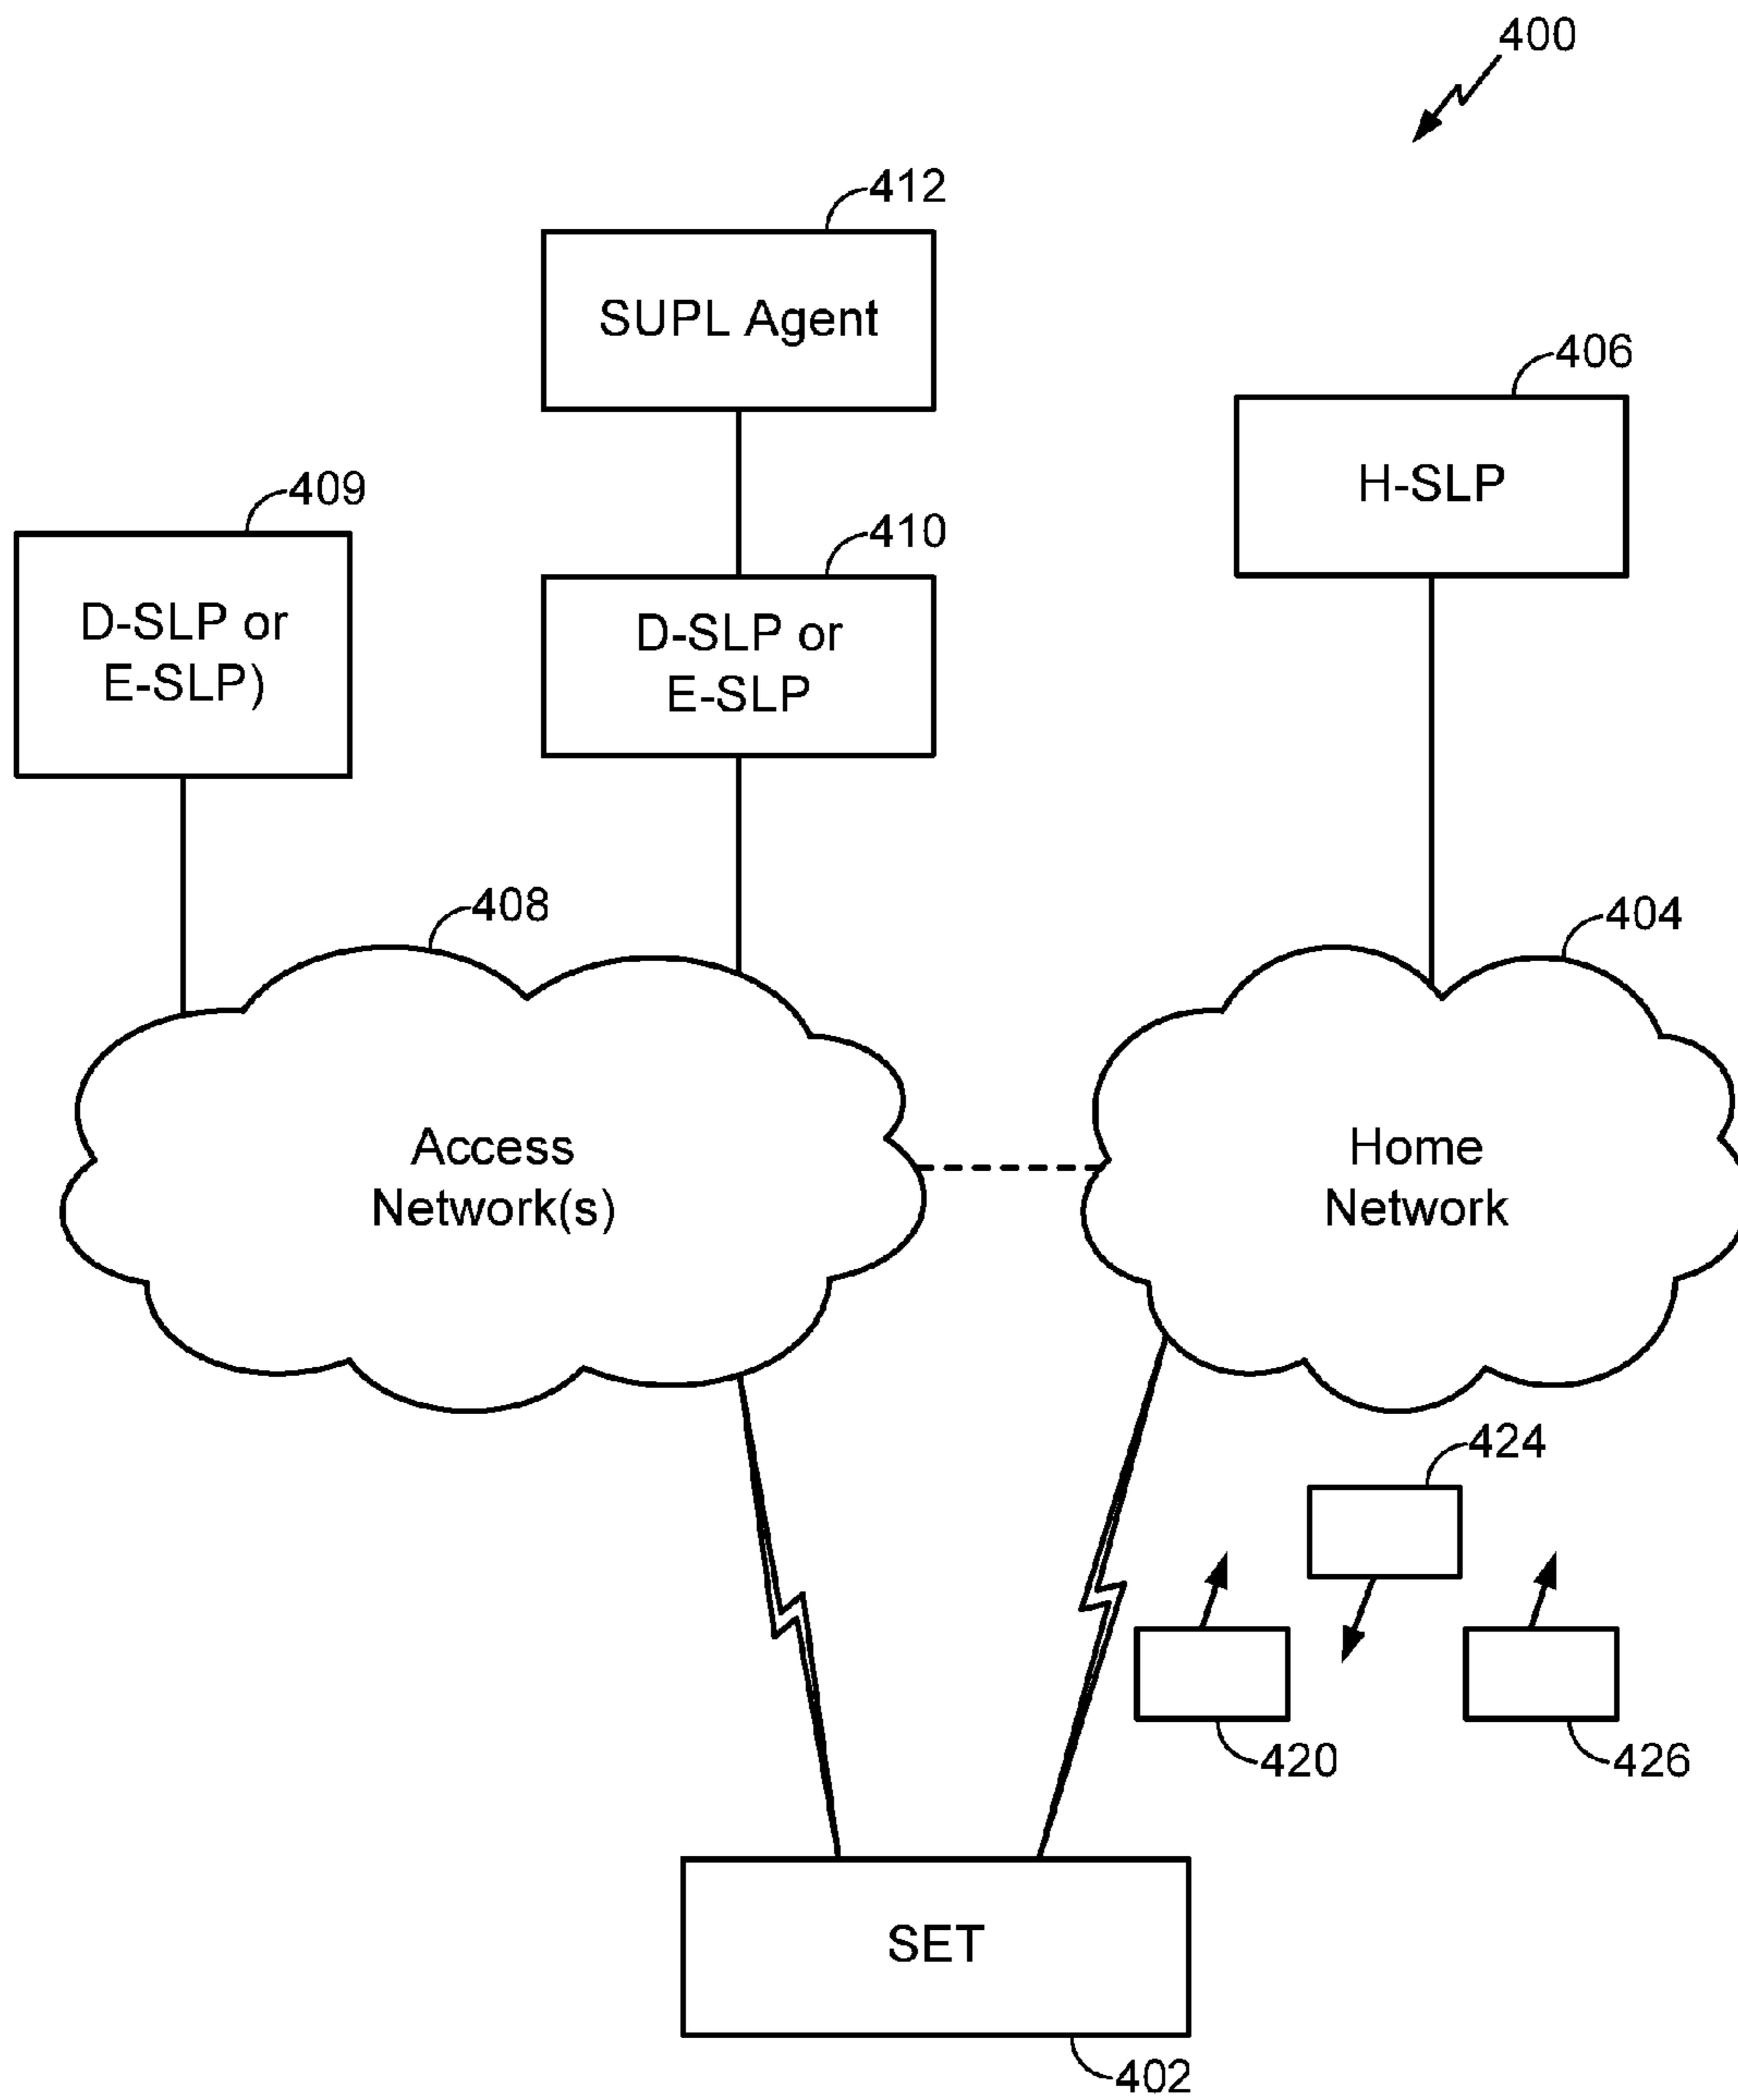 400
412
SUPL Agent
406
H-SLP
409
D-SLP or
E-SLP)
410
D-SLP or
E-SLP
408
404
Access
Network(s)
Home
Network
424
420
426
SET
402